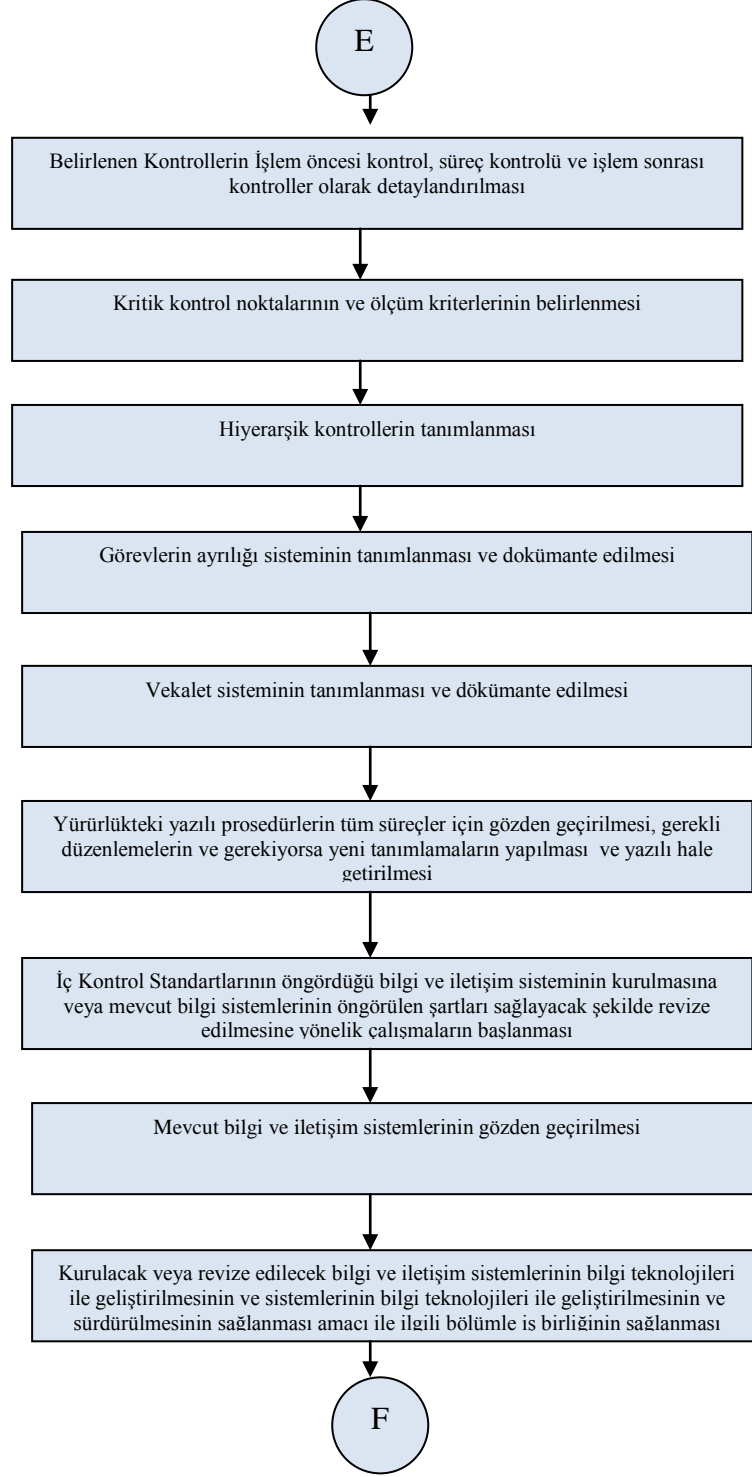 E
Belirlenen Kontrollerin İşlem öncesi kontrol, süreç kontrolü ve işlem sonrası
kontroller olarak detaylandırılması
Kritik kontrol noktalarının ve ölçüm kriterlerinin belirlenmesi
Hiyerarşik kontrollerin tanımlanması
Görevlerin ayrılığı sisteminin tanımlanması ve dokümante edilmesi
Vekalet sisteminin tanımlanması ve dökümante edilmesi
Yürürlükteki yazılı prosedürlerin tüm süreçler için gözden geçirilmesi, gerekli
düzenlemelerin ve gerekiyorsa yeni tanımlamaların yapılması ve yazılı hale
getirilmesi
İç Kontrol Standartlarının öngördüğü bilgi ve iletişim sisteminin kurulmasına
veya mevcut bilgi sistemlerinin öngörülen şartları sağlayacak şekilde revize
edilmesine yönelik çalışmaların başlanması
Mevcut bilgi ve iletişim sistemlerinin gözden geçirilmesi
Kurulacak veya revize edilecek bilgi ve iletişim sistemlerinin bilgi teknolojileri
ile geliştirilmesinin ve sistemlerinin bilgi teknolojileri ile geliştirilmesinin ve
sürdürülmesinin sağlanması amacı ile ilgili bölümle iş birliğinin sağlanması
F